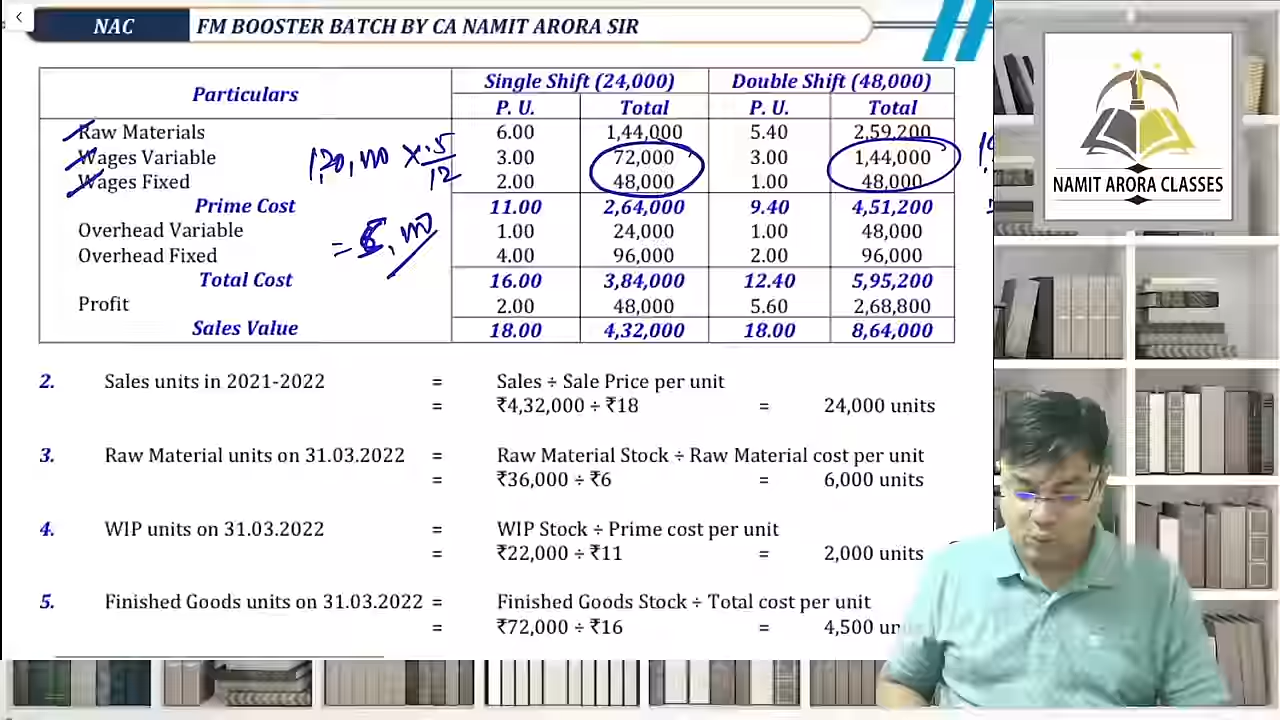 NAC FM BOOSTER BATCH BY CA NAMIT ARORA SIR
Particulars Single Shift (24,000) Double Shift (48,000)
P. U. Total P. U. Total
Raw Materials 6.00 1,44,000 5.40 2,59,200
Wages Variable 3.00 72,000 3.00 1,44,000
Wages Fixed 2.00 48,000 1.00 48,000
Prime Cost 11.00 2,64,000 9.40 4,51,200
Overhead Variable 1.00 24,000 1.00 48,000
Overhead Fixed 4.00 96,000 2.00 96,000
Total Cost 16.00 3,84,000 12.40 5,95,200
Profit 2.00 48,000 5.60 2,68,800
Sales Value 18.00 4,32,000 18.00 8,64,000
2. Sales units in 2021-2022 = Sales ÷ Sale Price per unit
= ₹4,32,000 ÷ ₹18 = 24,000 units
3. Raw Material units on 31.03.2022 = Raw Material Stock ÷ Raw Material cost per unit
= ₹36,000 ÷ ₹6 = 6,000 units
4. WIP units on 31.03.2022 = WIP Stock ÷ Prime cost per unit
= ₹22,000 ÷ ₹11 = 2,000 units
5. Finished Goods units on 31.03.2022 = Finished Goods Stock ÷ Total cost per unit
= ₹72,000 ÷ ₹16 = 4,500
NAMIT ARORA CLASSES